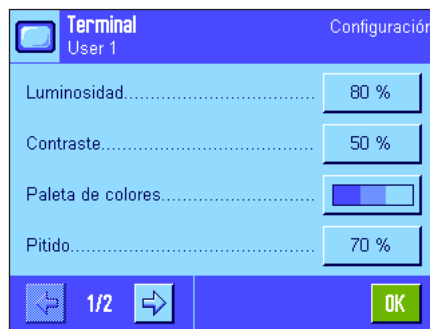 Terminal
Configuración
User 1
Luminosidad................................... 80 %
Contraste....................................... 50 %
Paleta de colores............................
Pitido............................................. 70 %
1/2
OK